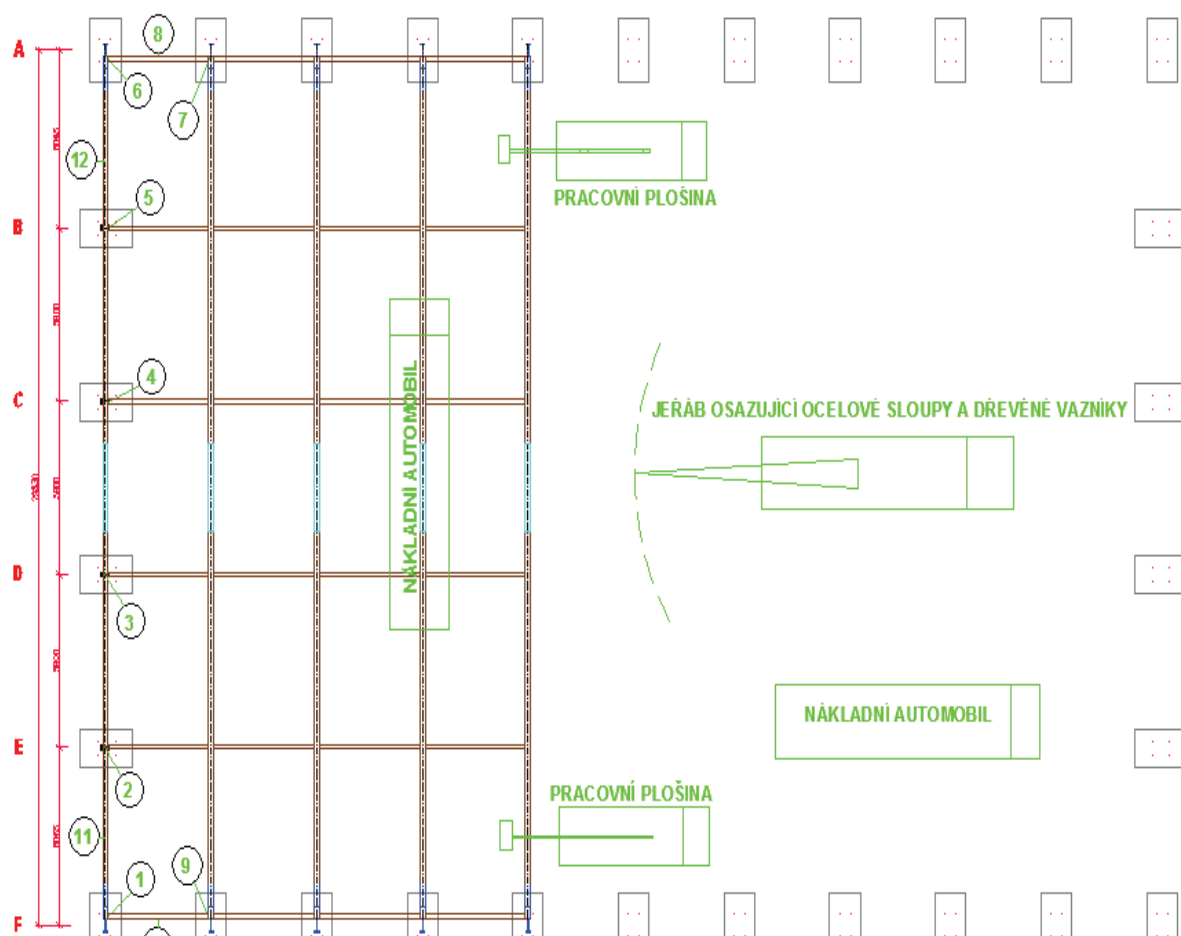 A
8
6
7
12
PRACOVNÍ PLOŠINA
5
B
4
C
NÁKLADNÍ AUTOMOBIL
JEŘÁB OSAZUJÍCÍ OCELOVÉ SLOUPY A DŘEVĚNÉ VAZNÍKY
D
3
NÁKLADNÍ AUTOMOBIL
E
2
PRACOVNÍ PLOŠINA
11
9
1
F